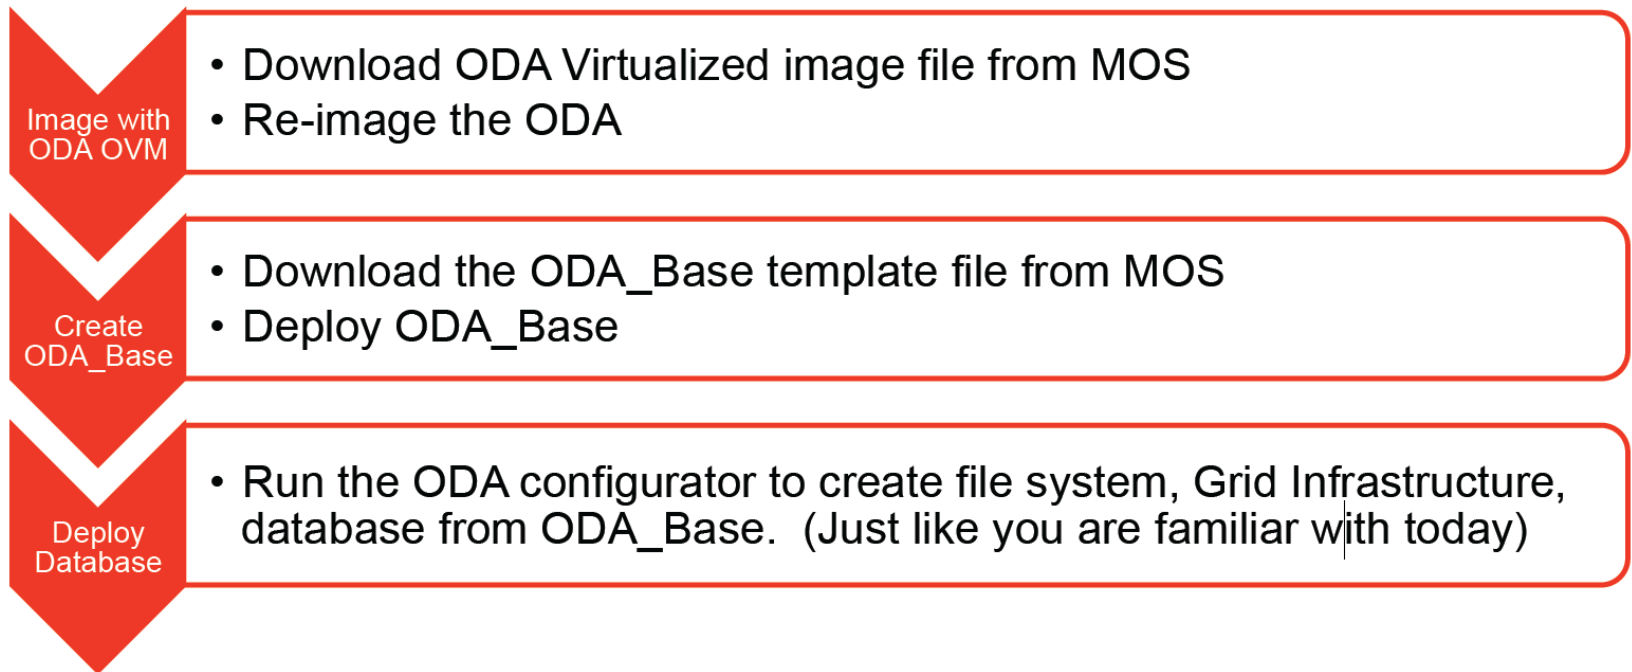 Image with
ODA OVM
• Download ODA Virtualized image file from MOS
• Re-image the ODA
Create
ODA_Base
• Download the ODA_Base template file from MOS
• Deploy ODA_Base
Deploy
Database
• Run the ODA configurator to create file system, Grid Infrastructure,
database from ODA_Base.  (Just like you are familiar with today)